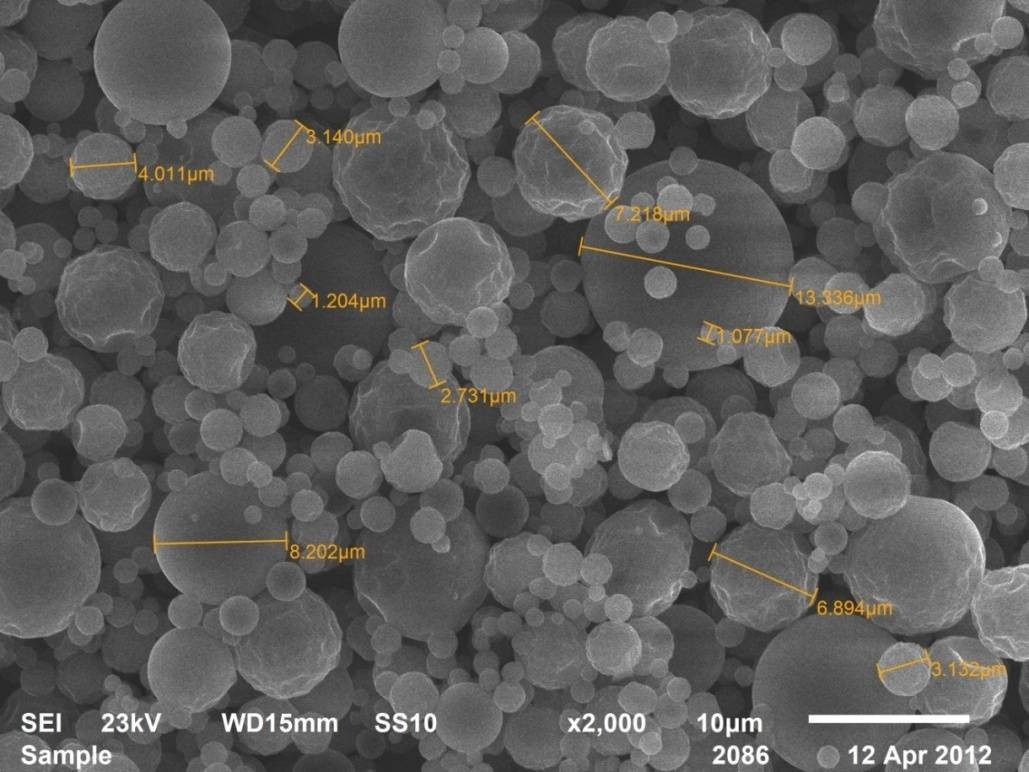 3.140µm
4.011µm
7.218µm
13.336µm
1.204µm
1.077µm
2.731µm
8.202µm
6.894µm
3.132µm
SEI 23kV WD15mm SS10 x2,000 10µm
Sample 2086 12 Apr 2012